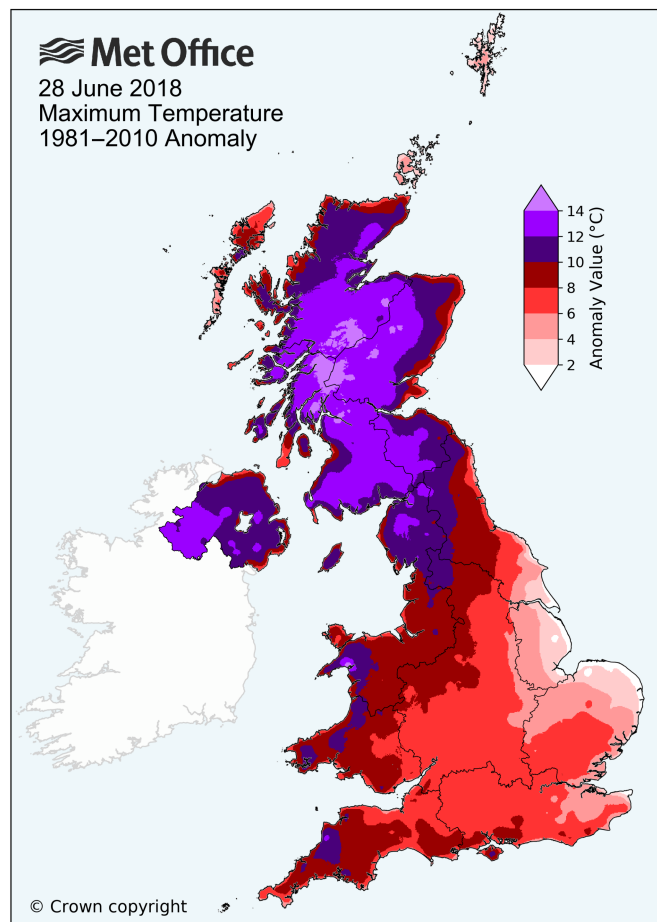 Met Office
28 June 2018
Maximum Temperature
1981–2010 Anomaly
14
12
10
8
6
4
2
Anomaly Value (°C)
© Crown copyright